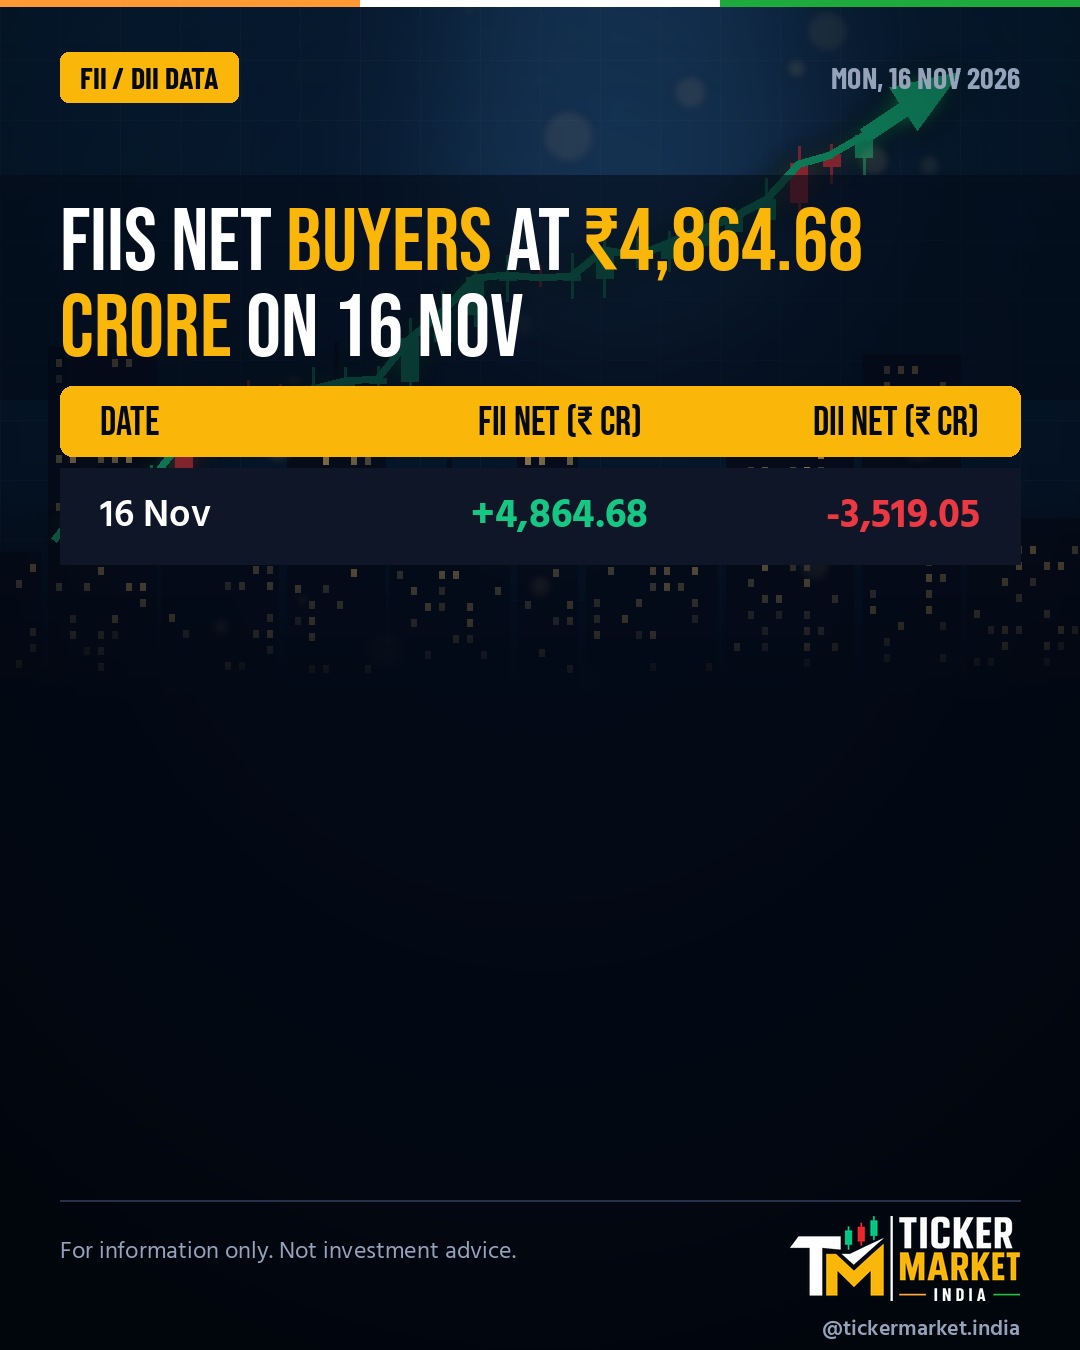 FII / DII DATA
MON, 16 NOV 2026
FIIS NET BUYERS AT ₹4,864.68
CRORE ON 16 NOV
DATE FII NET (₹ CR) DII NET (₹ CR)
16 Nov +4,864.68 -3,519.05
For information only. Not investment advice.
TM
TICKER
MARKET
INDIA
@tickermarket.india